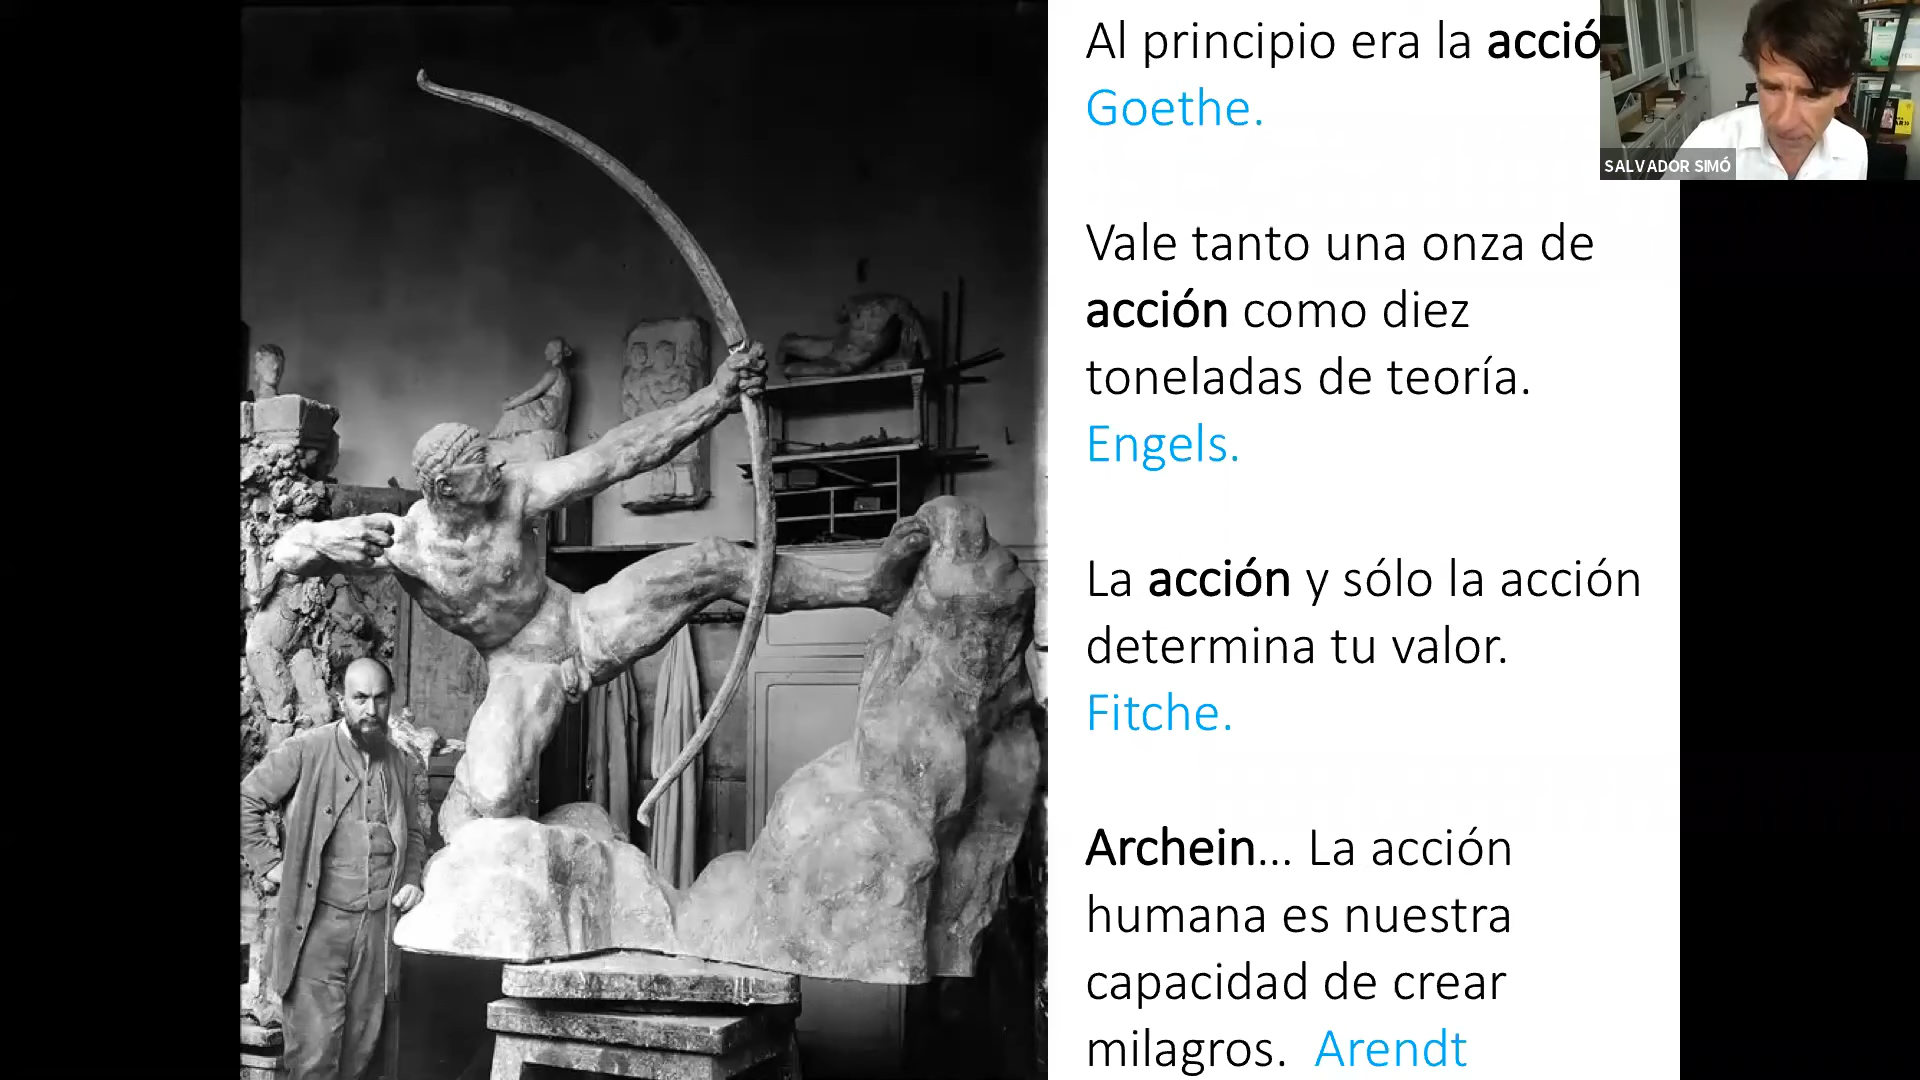 Al principio era la acció
Goethe.
Vale tanto una onza de
acción como diez
toneladas de teoría.
Engels.
La acción y sólo la acción
determina tu valor.
Fitche.
Archein... La acción
humana es nuestra
capacidad de crear
milagros. Arendt
SALVADOR SIMÓ